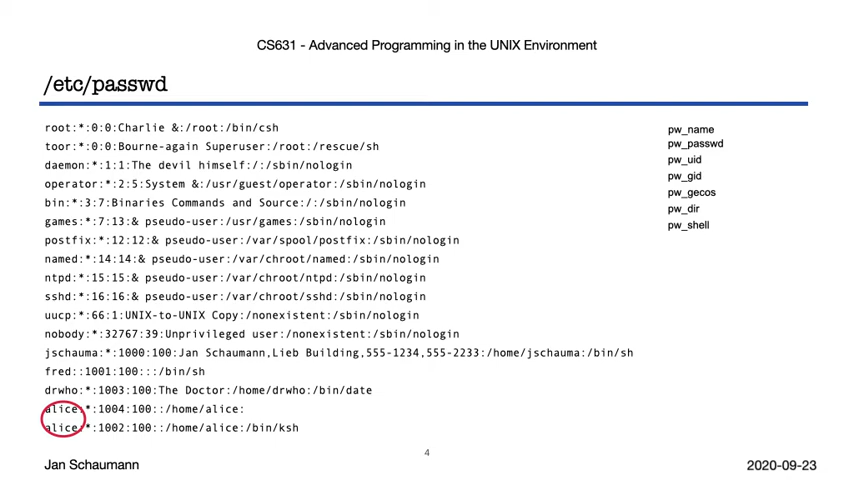 CS631 - Advanced Programming in the UNIX Environment
/etc/passwd
root:*:0:0:Charlie &:/root:/bin/csh
toor:*:0:0:Bourne-again Superuser:/root:/rescue/sh
daemon:*:1:1:The devil himself:/:/sbin/nologin
operator:*:2:5:System &:/usr/guest/operator:/sbin/nologin
bin:*:3:7:Binaries Commands and Source:/:/sbin/nologin
games:*:7:13:& pseudo-user:/usr/games:/sbin/nologin
postfix:*:12:12:& pseudo-user:/var/spool/postfix:/sbin/nologin
named:*:14:14:& pseudo-user:/var/chroot/named:/sbin/nologin
ntpd:*:15:15:& pseudo-user:/var/chroot/ntpd:/sbin/nologin
sshd:*:16:16:& pseudo-user:/var/chroot/sshd:/sbin/nologin
uucp:*:66:1:UNIX-to-UNIX Copy:/nonexistent:/sbin/nologin
nobody:*:32767:39:Unprivileged user:/nonexistent:/sbin/nologin
jschauma:*:1000:100:Jan Schaumann,Lieb Building,555-1234,555-2233:/home/jschauma:/bin/sh
fred::1001:100:::/bin/sh
drwho:*:1003:100:The Doctor:/home/drwho:/bin/date
alice:*:1004:100::/home/alice:
alice:*:1002:100::/home/alice:/bin/ksh
pw_name
pw_passwd
pw_uid
pw_gid
pw_gecos
pw_dir
pw_shell
4
Jan Schaumann
2020-09-23